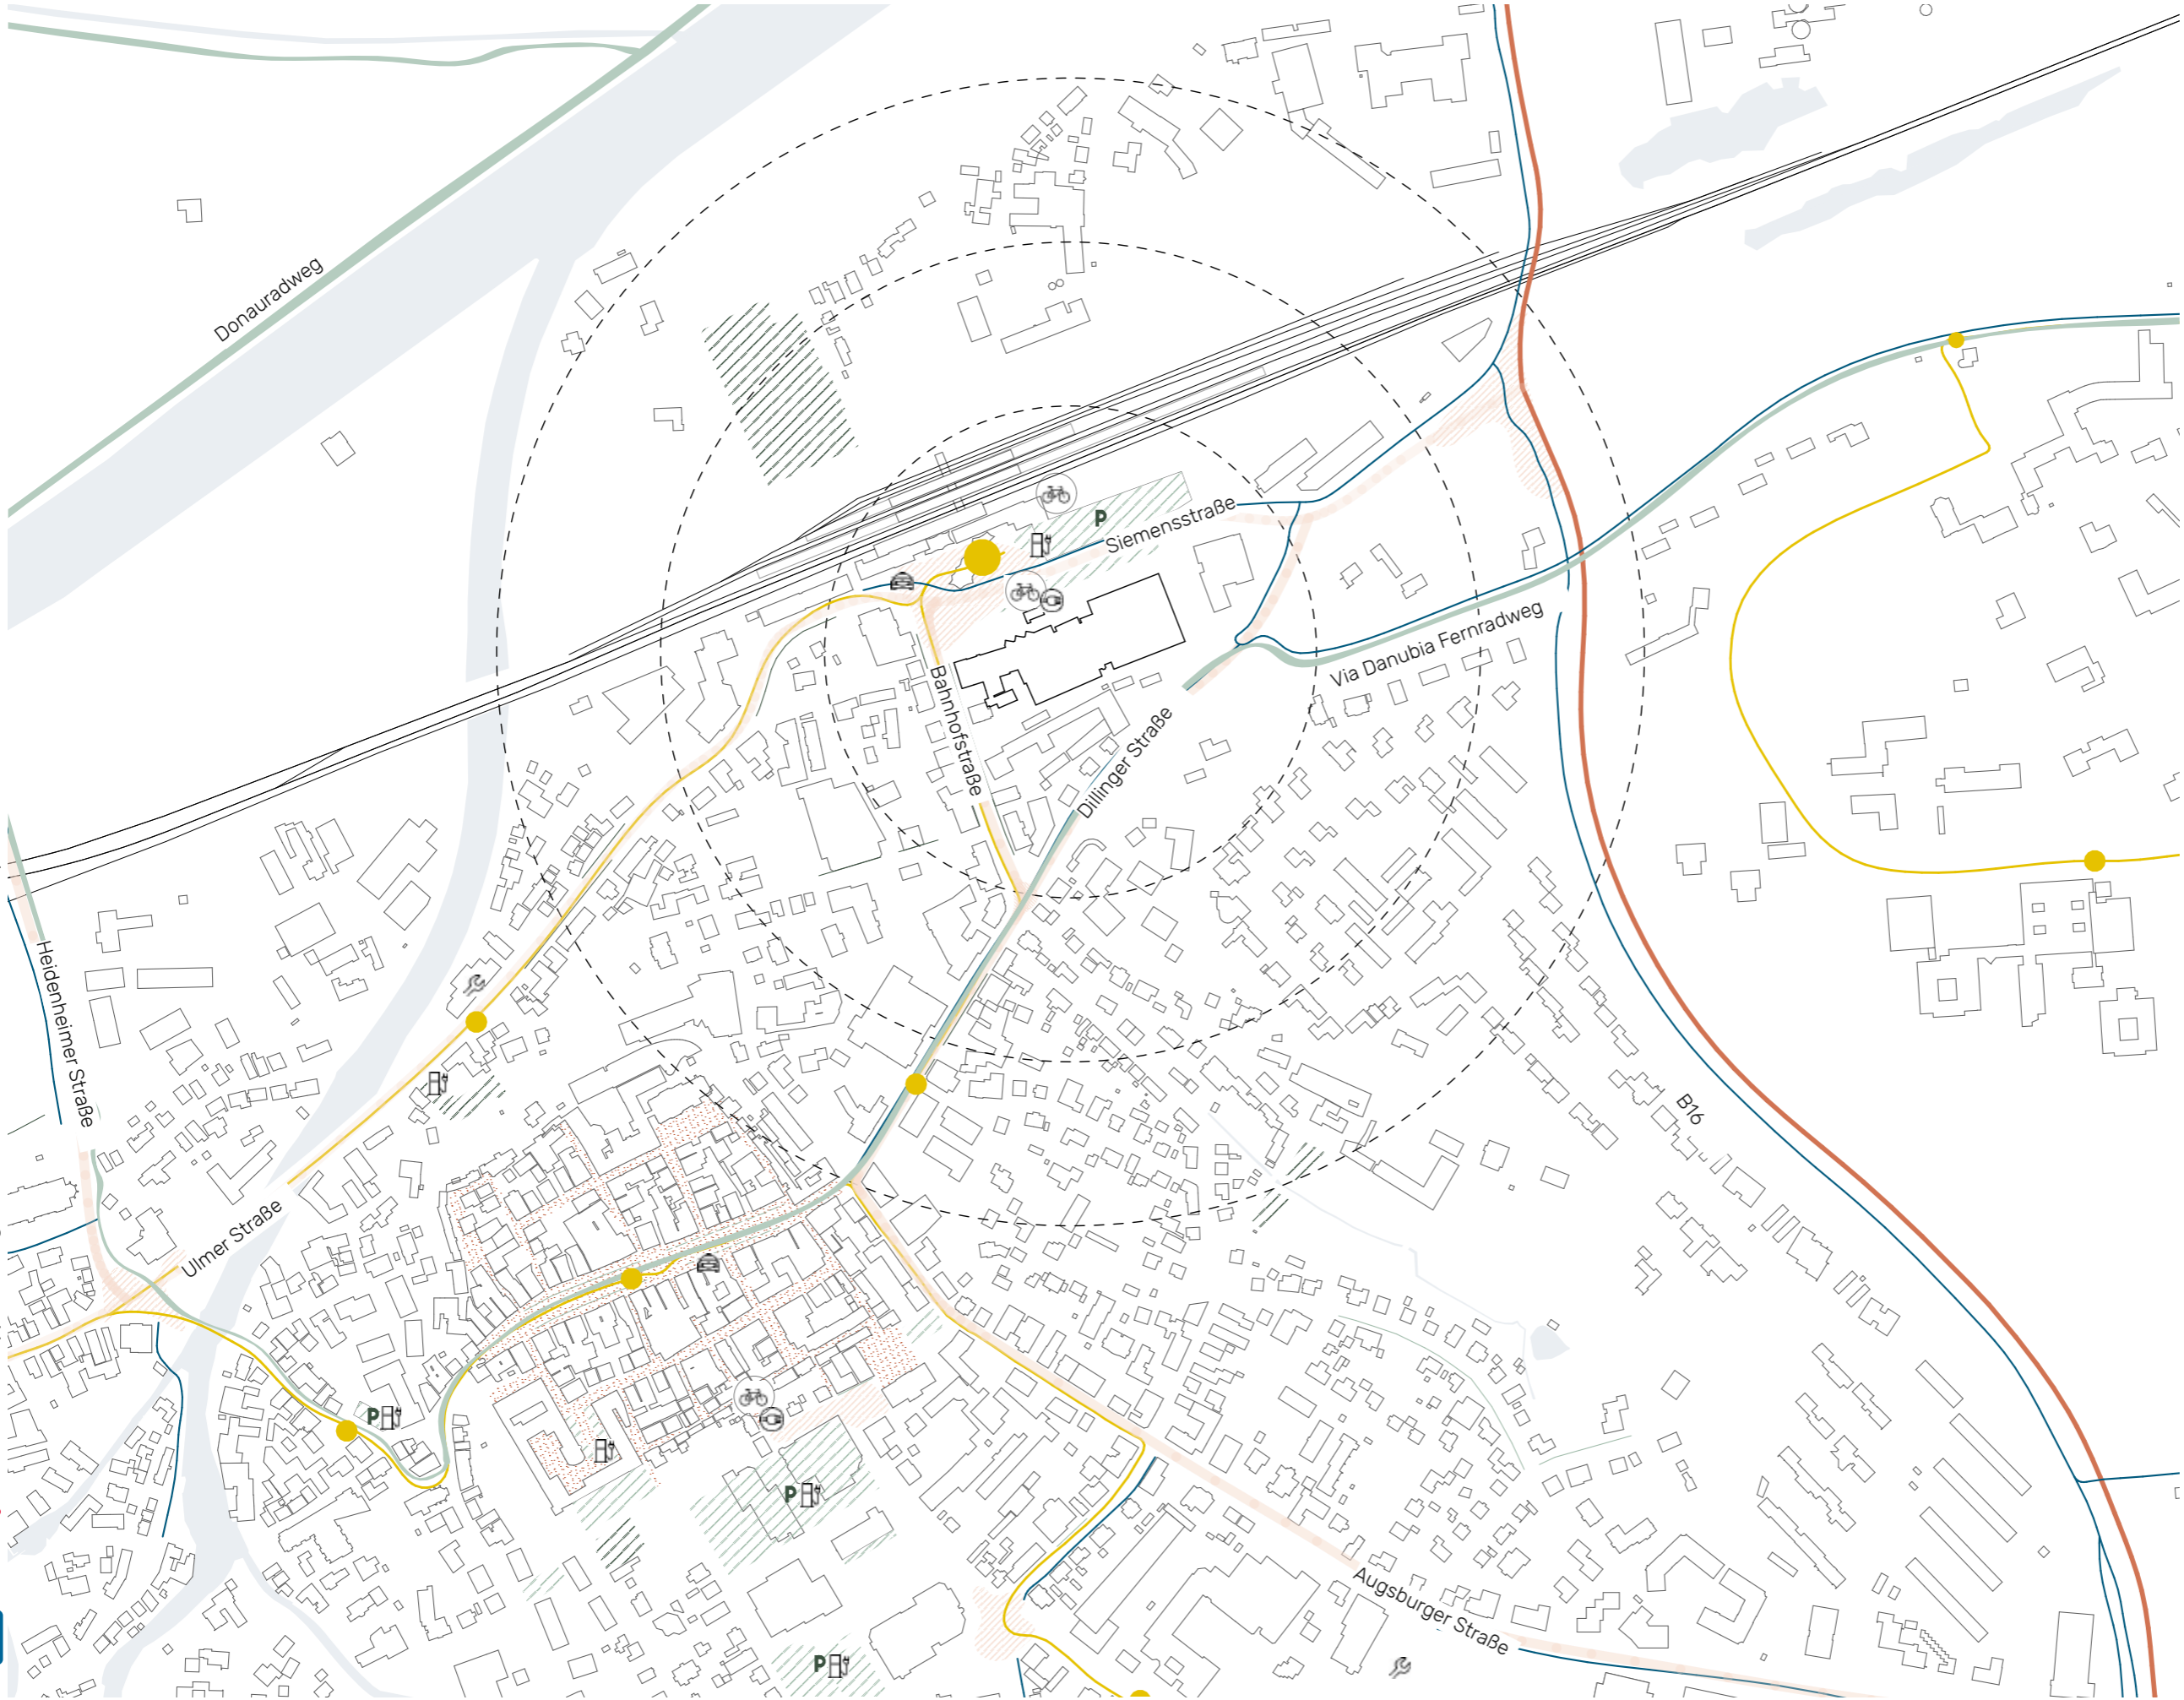 Donauradweg
P
Siemensstraße
Via Danubia Fernradweg
Bahnhofstraße
Dillinger Straße
Heidenheimer Straße
B16
Ulmer Straße
P
P
Augsburger Straße
P